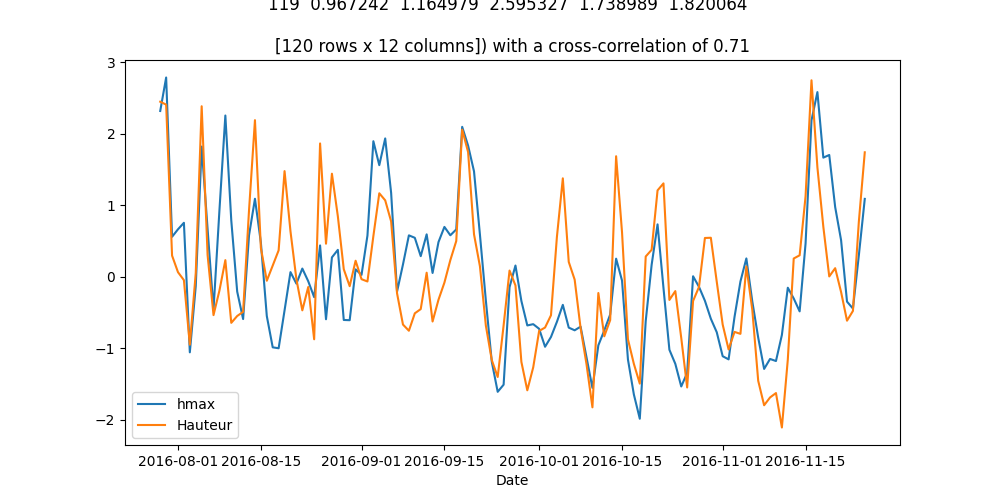 119 0.967242 1.164979 2.595327 1.738989 1.820064
[120 rows x 12 columns]) with a cross-correlation of 0.71
3
2
1
0
−1
−2
hmax
Hauteur
2016-08-01 2016-08-15 2016-09-01 2016-09-15 2016-10-01 2016-10-15 2016-11-01 2016-11-15
Date